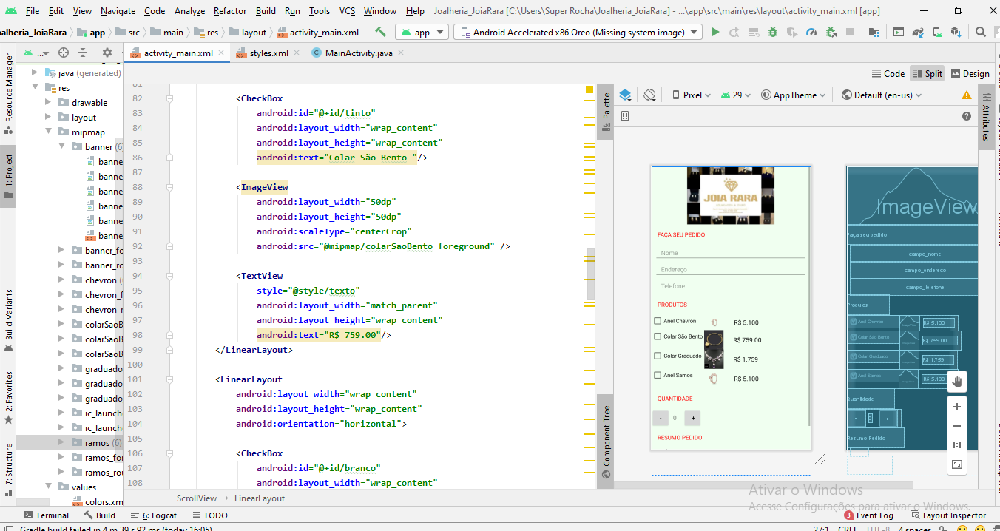 File Edit View Navigate Code Analyze Refactor Build Run Tools VCS Window Help Joalheria_JoiaRara [C:\Users\Super Rocha\Joalheria_JoiaRara] - ...\app\src\main\res\layout\activity_main.xml [app]
oalheria_JoiaRara app src main res layout activity_main.xml app Android Accelerated x86 Oreo (Missing system image)
... activity_main.xml styles.xml MainActivity.java
Code Split Design
Resource Manager
1: Project
Build Variants
2: Favorites
7: Structure
java (generated)
res
drawable
layout
mipmap
banner (6)
banne
banne
banne
banne
banne
banne
banner_fo
banner_ro
chevron (
chevron_f
chevron_r
colarSaoB
colarSaoB
colarSaoB
graduado
graduado
graduado
ic_launch
ic_launch
ramos (6)
ramos_for
ramos_rou
values
colors.xm
81
82 <CheckBox
83 android:id="@+id/tinto"
84 android:layout_width="wrap_content"
85 android:layout_height="wrap_content"
86 android:text="Colar São Bento "/>
87
88 <ImageView
89 android:layout_width="50dp"
90 android:layout_height="50dp"
91 android:scaleType="centerCrop"
92 android:src="@mipmap/colarSaoBento_foreground" />
93
94 <TextView
95 style="@style/texto"
96 android:layout_width="match_parent"
97 android:layout_height="wrap_content"
98 android:text="R$ 759.00"/>
99 </LinearLayout>
100
101 <LinearLayout
102 android:layout_width="wrap_content"
103 android:layout_height="wrap_content"
104 android:orientation="horizontal">
105
106 <CheckBox
107 android:id="@+id/branco"
108 android:layout_width="wrap_content"
ScrollView LinearLayout
Palette
Component Tree
Attributes
Pixel 29 AppTheme Default (en-us)
JOIA RARA
FAÇA SEU PEDIDO
Nome
Endereço
Telefone
PRODUTOS
Anel Chevron R$ 5.100
Colar São Bento R$ 759.00
Colar Graduado R$ 1.759
Anel Samos R$ 5.100
QUANTIDADE
- 0 +
RESUMO PEDIDO
ImageView
Faça seu pedido
campo_nome
campo_endereco
campo_telefone
Produtos
Anel Chevron R$ 5.100
Colar São Bento R$ 759.00
Colar Graduado R$ 1.759
Anel Samos R$ 5.100
Quantidade
- 0 +
Resumo Pedido
1:1
Ativar o Windows
Acesse Configurações para ativar o Windows.
Terminal Build 6: Logcat TODO 3 Event Log Layout Inspector
Gradle build failed in 4 m 39 s 92 ms (today 16:05) 27:1 CRLF UTF-8 4 spaces